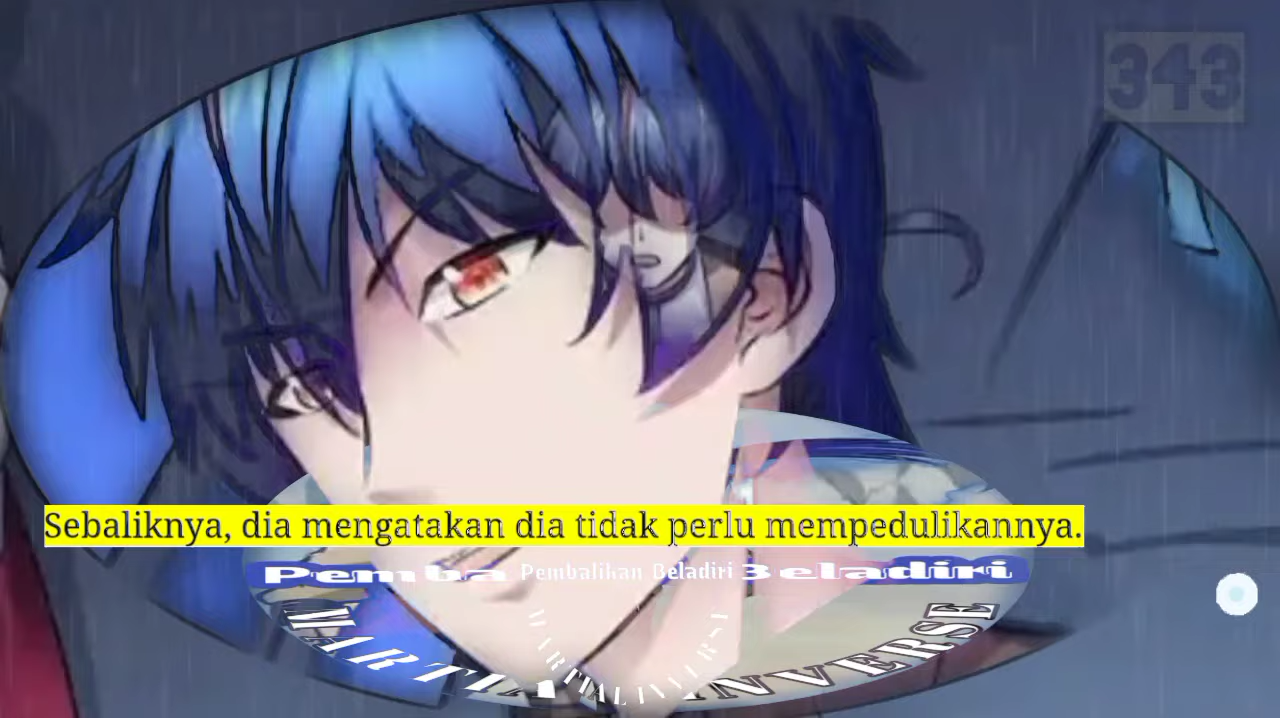 343
Sebaliknya, dia mengatakan dia tidak perlu mempedulikannya.
Pembalikan Beladiri
MARTIAL INVERSE